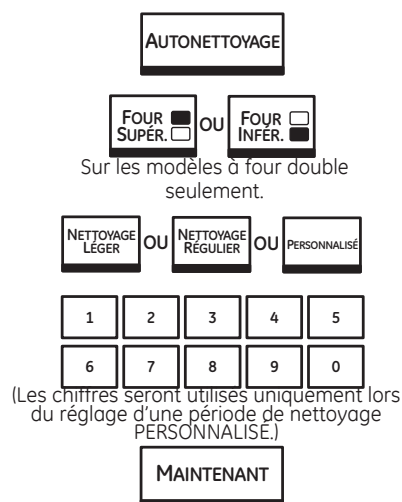 AUTONETTOYAGE
FOUR SUPÉR. OU FOUR INFÉR.
Sur les modèles à four double
seulement.
NETTOYAGE LÉGER OU NETTOYAGE RÉGULIER OU PERSONNALISÉ
1 2 3 4 5
6 7 8 9 0
(Les chiffres seront utilisés uniquement lors
du réglage d'une période de nettoyage
PERSONNALISÉ.)
MAINTENANT